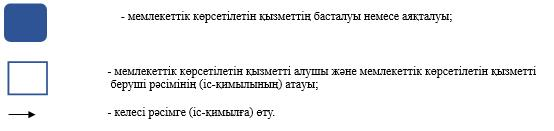 - мемлекеттік көрсетілетін қызметтің басталуы немесе аяқталуы;
- мемлекеттік көрсетілетін қызметті алушы және мемлекеттік көрсетілетін қызметті
беруші рәсімінің (іс-қимылының) атауы;
- келесі рәсімге (іс-қимылға) өту.